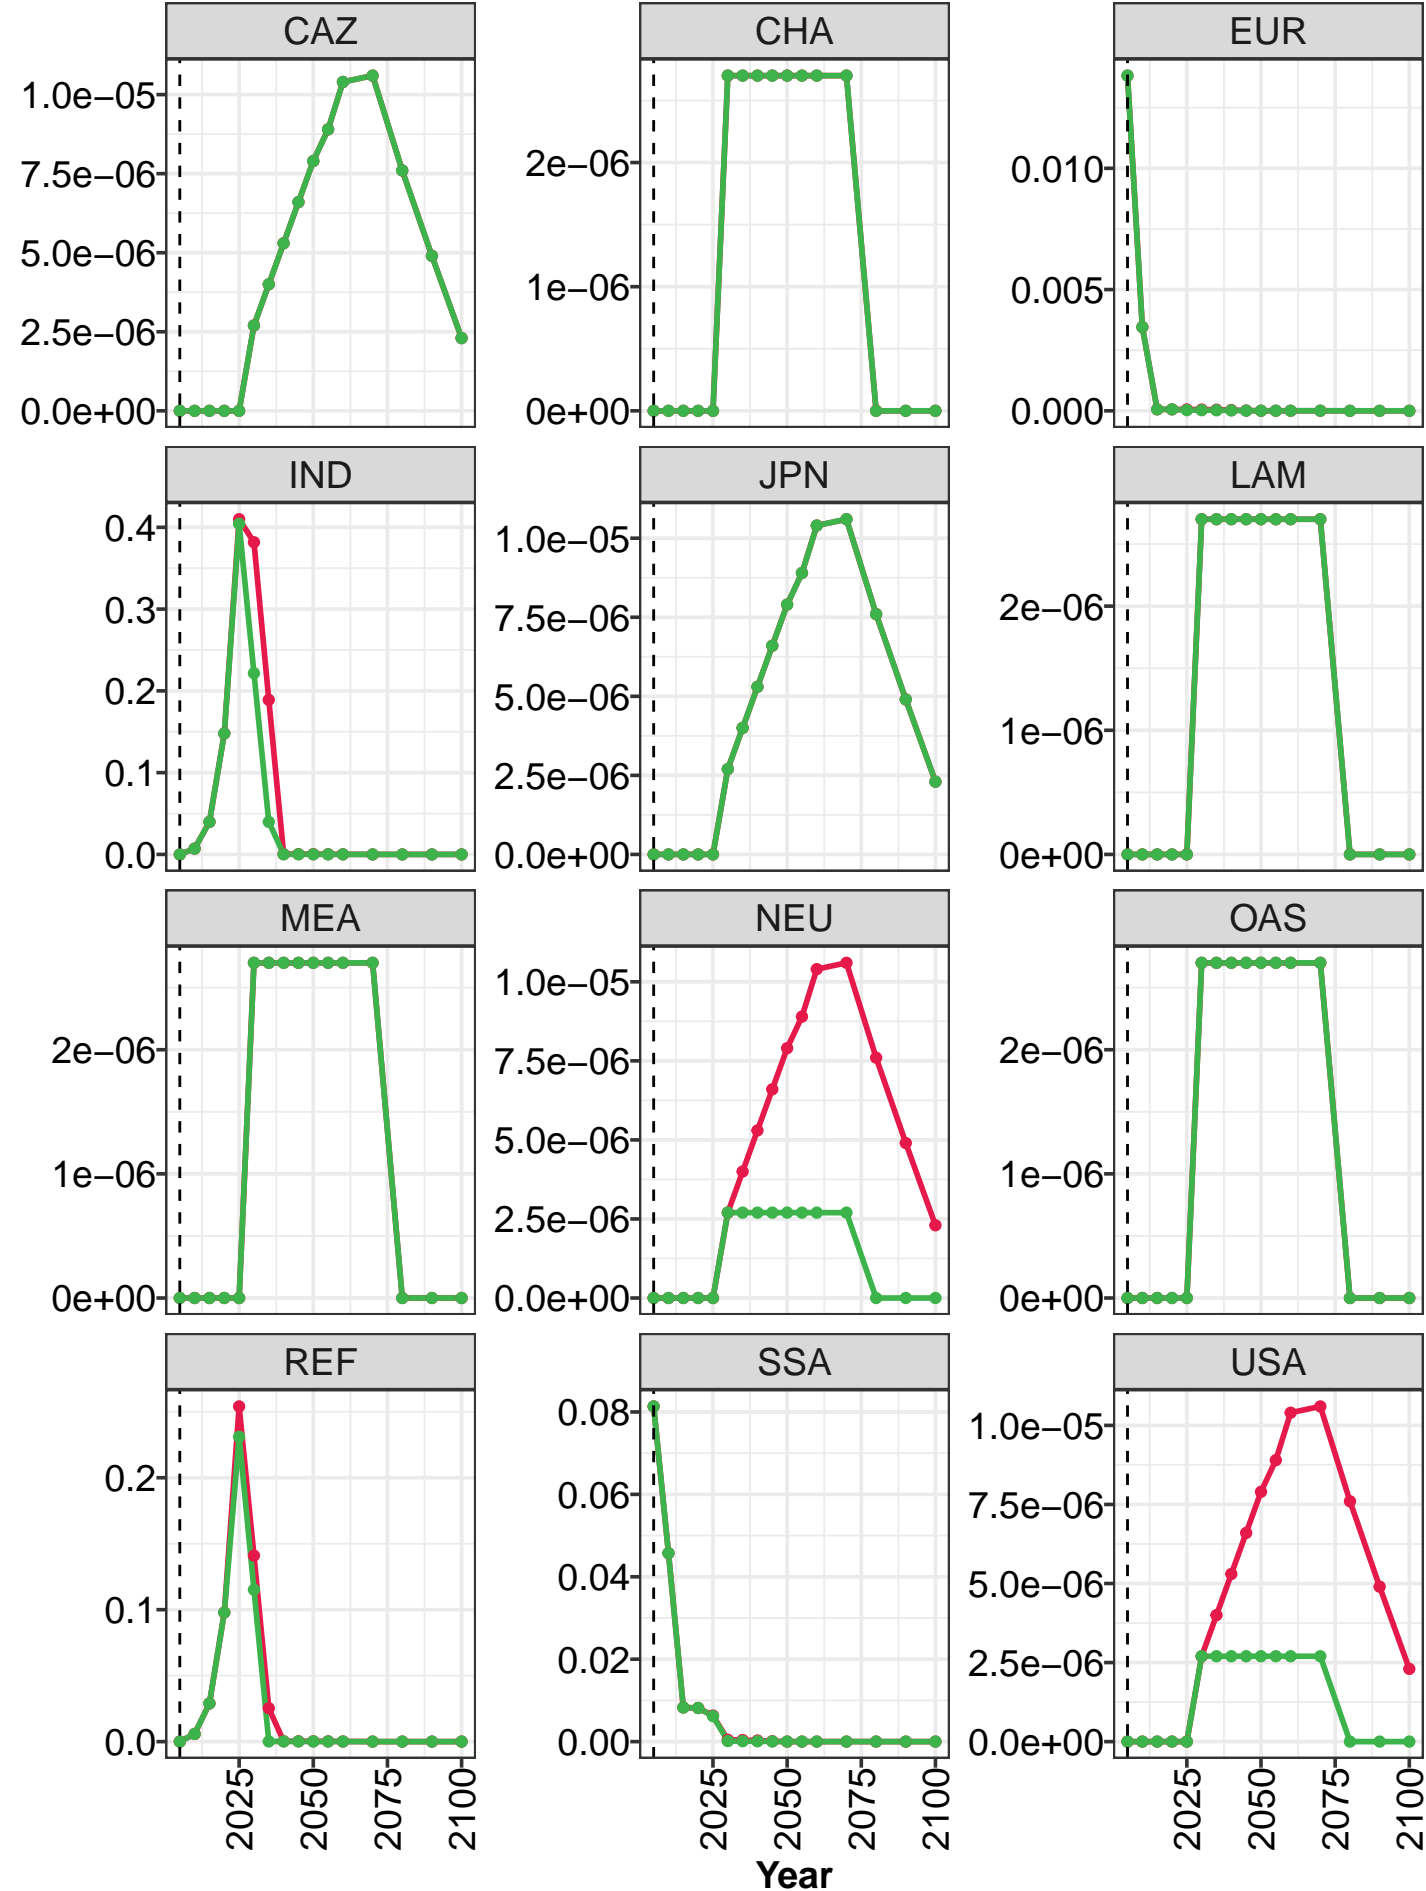 CAZ CHA EUR
1.0e−05
7.5e−06
5.0e−06
2.5e−06
0.0e+00
2e−06
1e−06
0e+00
0.010
0.005
0.000
IND JPN LAM
0.4
0.3
0.2
0.1
0.0
1.0e−05
7.5e−06
5.0e−06
2.5e−06
0.0e+00
2e−06
1e−06
0e+00
MEA NEU OAS
2e−06
1e−06
0e+00
1.0e−05
7.5e−06
5.0e−06
2.5e−06
0.0e+00
2e−06
1e−06
0e+00
REF SSA USA
0.2
0.1
0.0
0.08
0.06
0.04
0.02
0.00
1.0e−05
7.5e−06
5.0e−06
2.5e−06
0.0e+00
2025 2050 2075 2100 2025 2050 2075 2100 2025 2050 2075 2100
Year